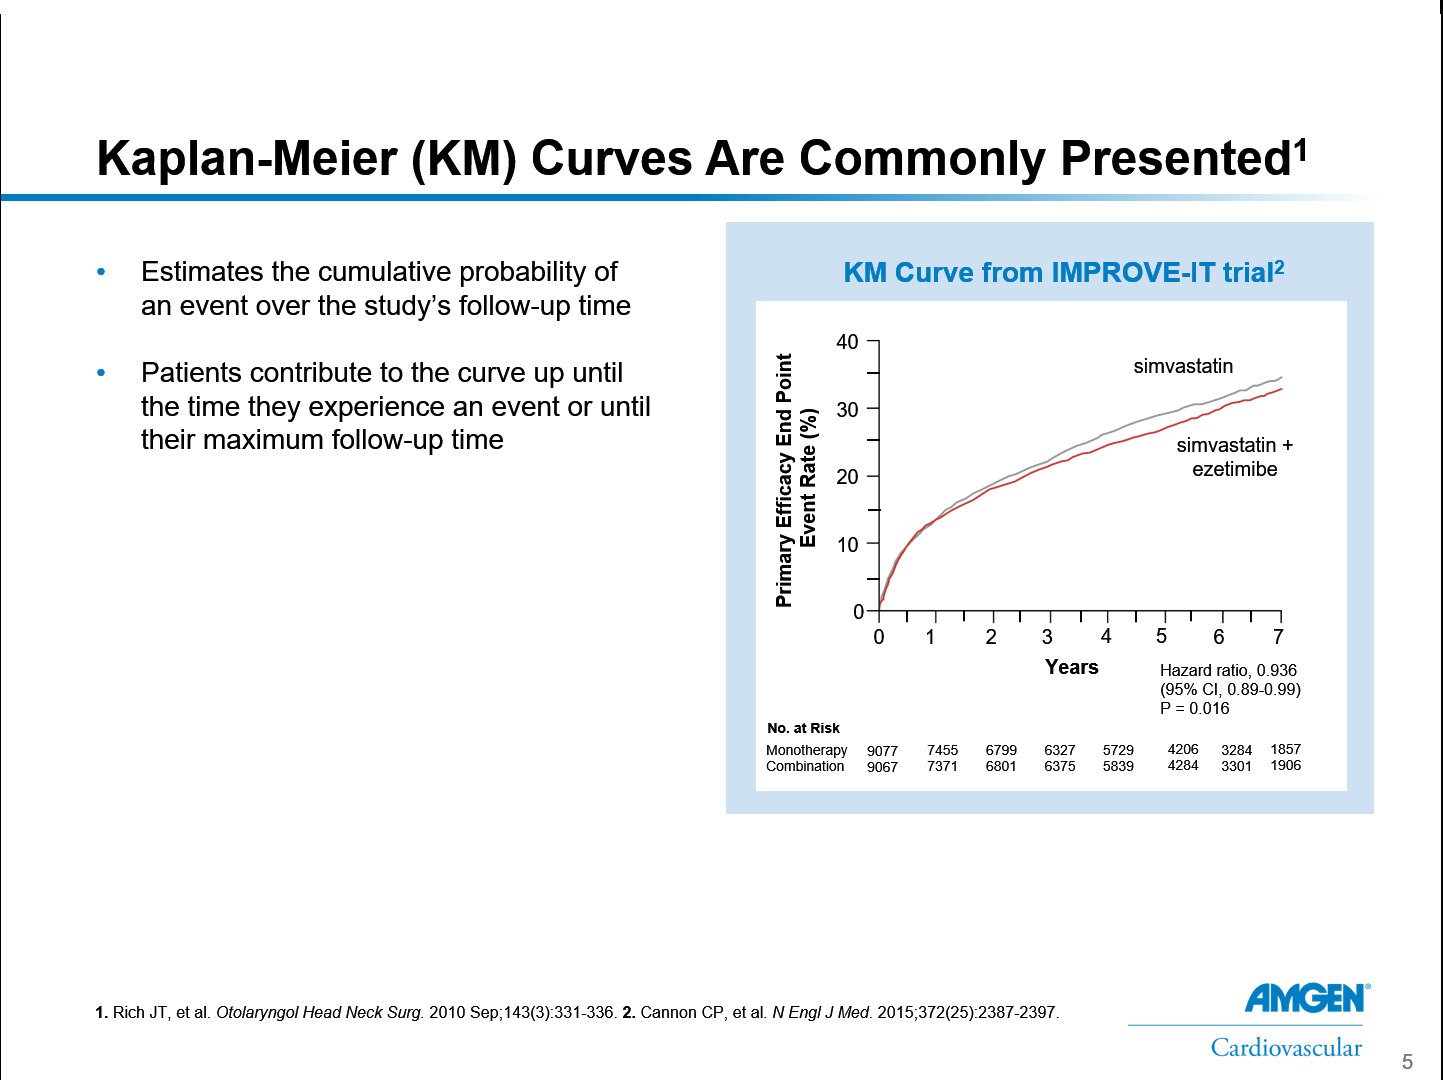 Kaplan-Meier (KM) Curves Are Commonly Presented1
• Estimates the cumulative probability of
an event over the study’s follow-up time
• Patients contribute to the curve up until
the time they experience an event or until
their maximum follow-up time
KM Curve from IMPROVE-IT trial2
Primary Efficacy End Point
Event Rate (%)
40
30
20
10
0
simvastatin
simvastatin +
ezetimibe
0 1 2 3 4 5 6 7
Years
Hazard ratio, 0.936
(95% CI, 0.89-0.99)
P = 0.016
No. at Risk
Monotherapy 9077 7455 6799 6327 5729 4206 3284 1857
Combination 9067 7371 6801 6375 5839 4284 3301 1906
1. Rich JT, et al. Otolaryngol Head Neck Surg. 2010 Sep;143(3):331-336. 2. Cannon CP, et al. N Engl J Med. 2015;372(25):2387-2397.
AMGEN®
Cardiovascular
5